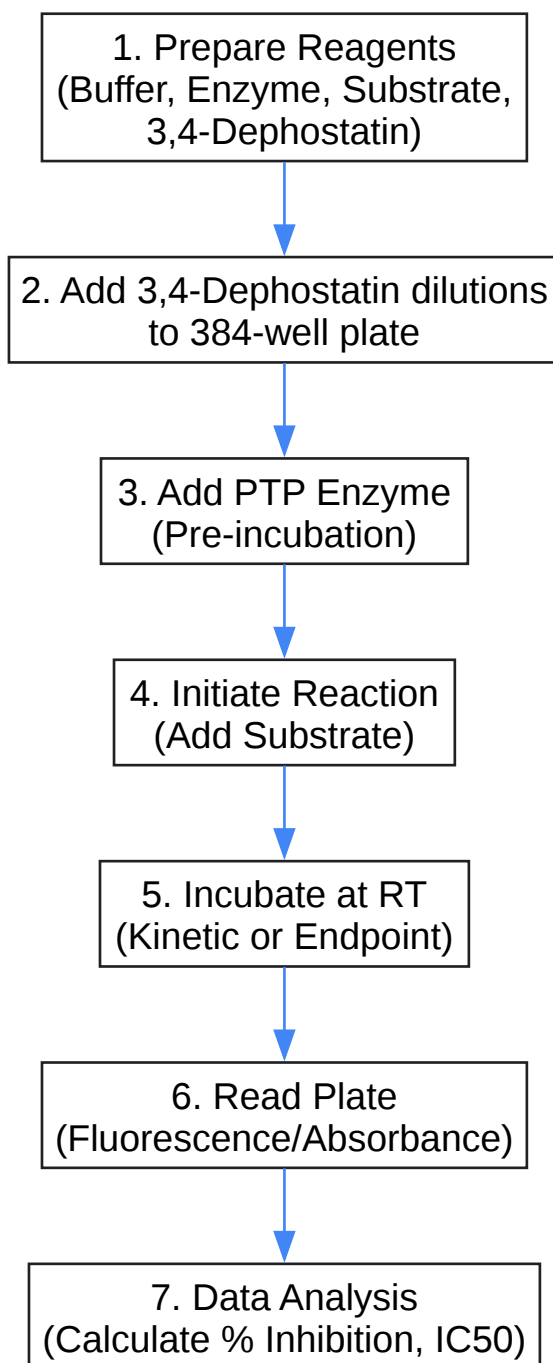 1. Prepare Reagents
(Buffer, Enzyme, Substrate,
3,4-Dephostatin)
2. Add 3,4-Dephostatin dilutions
to 384-well plate
3. Add PTP Enzyme
(Pre-incubation)
4. Initiate Reaction
(Add Substrate)
5. Incubate at RT
(Kinetic or Endpoint)
6. Read Plate
(Fluorescence/Absorbance)
7. Data Analysis
(Calculate % Inhibition, IC50)